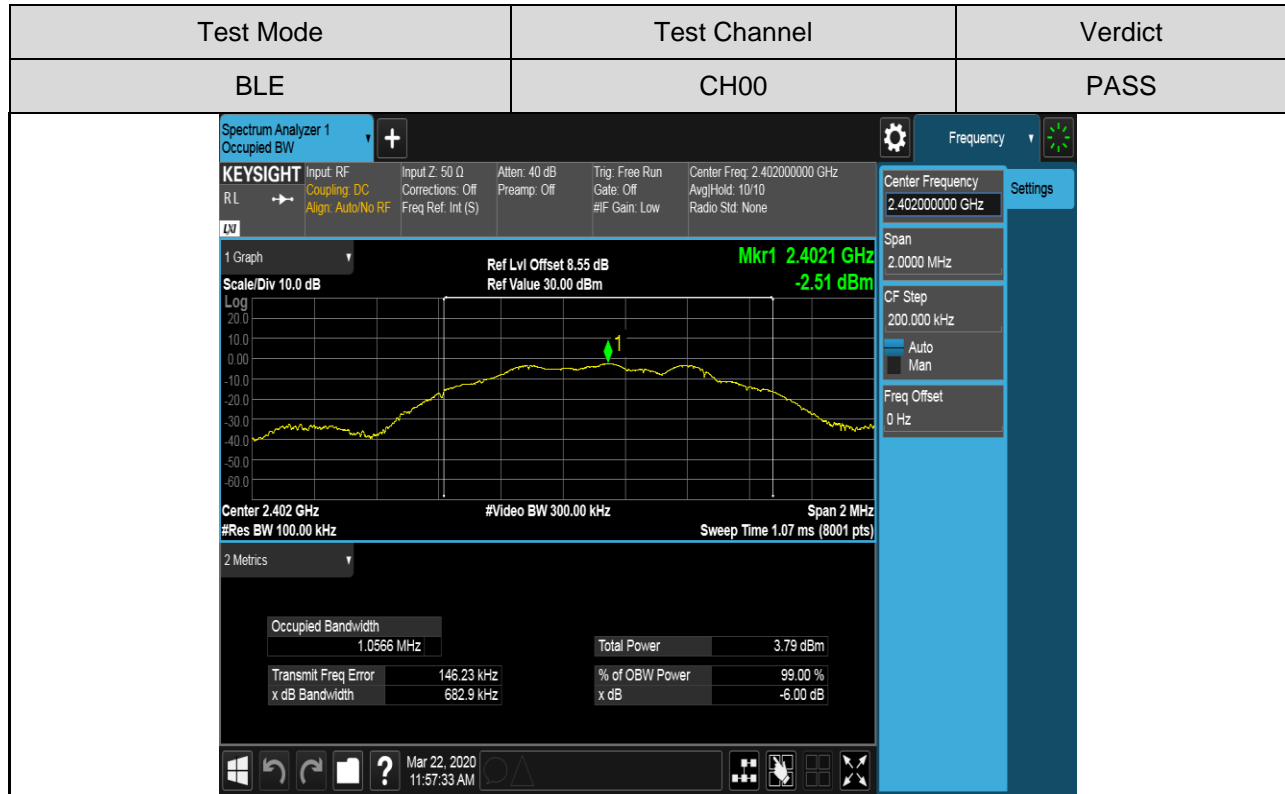 Test Mode Test Channel Verdict
BLE CH00 PASS
Spectrum Analyzer 1
Occupied BW
+
Frequency
KEYSIGHT Input: RF Input Z: 50 Ω Atten: 40 dB Trig: Free Run Center Freq: 2.402000000 GHz
RL Coupling: DC Corrections: Off Preamp: Off Gate: Off Avg|Hold: 10/10
Align: Auto/No RF Freq Ref: Int (S) #IF Gain: Low Radio Std: None
LXI
Center Frequency
2.402000000 GHz
Settings
Span
2.0000 MHz
CF Step
200.000 kHz
Auto
Man
Freq Offset
0 Hz
1 Graph
Ref Lvl Offset 8.55 dB Mkr1 2.4021 GHz
Scale/Div 10.0 dB Ref Value 30.00 dBm -2.51 dBm
Log
20.0
10.0
0.00
-10.0
-20.0
-30.0
-40.0
-50.0
-60.0
1
Center 2.402 GHz #Video BW 300.00 kHz Span 2 MHz
#Res BW 100.00 kHz Sweep Time 1.07 ms (8001 pts)
2 Metrics
Occupied Bandwidth
1.0566 MHz Total Power 3.79 dBm
Transmit Freq Error 146.23 kHz % of OBW Power 99.00 %
x dB Bandwidth 682.9 kHz x dB -6.00 dB
? Mar 22, 2020
11:57:33 AM